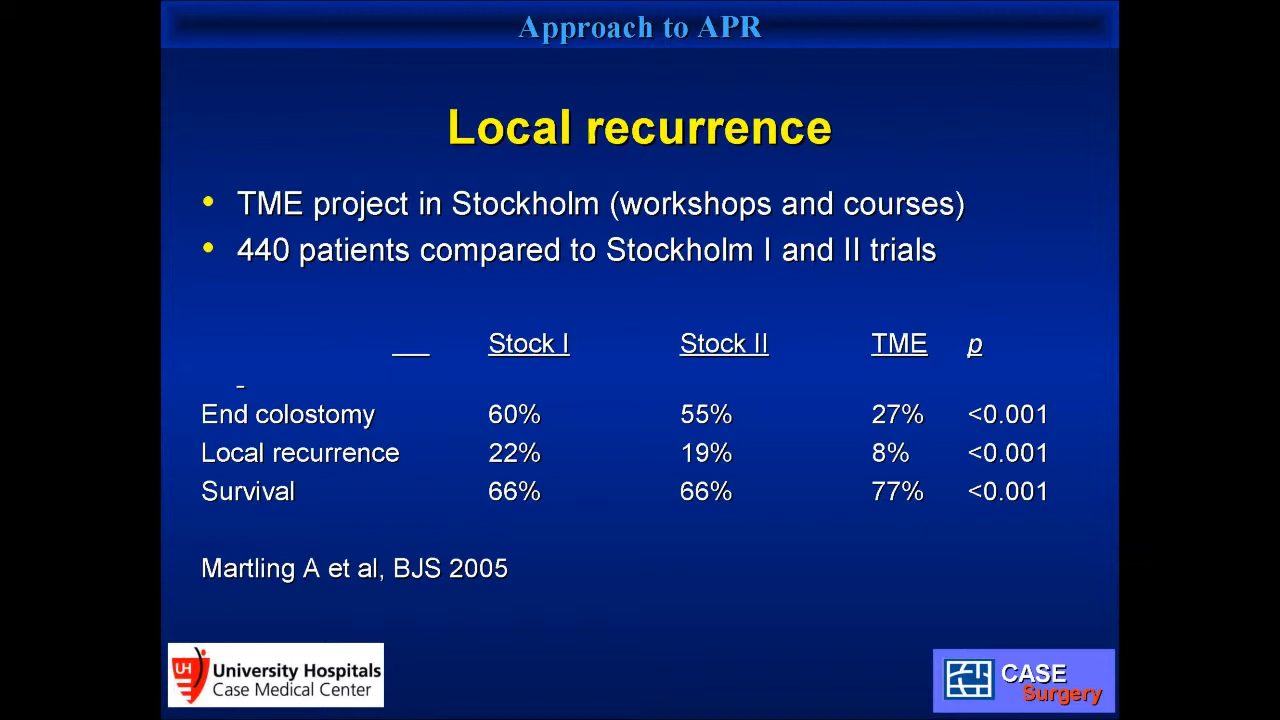 Approach to APR
Local recurrence
• TME project in Stockholm (workshops and courses)
• 440 patients compared to Stockholm I and II trials
Stock I Stock II TME p
End colostomy 60% 55% 27% <0.001
Local recurrence 22% 19% 8% <0.001
Survival 66% 66% 77% <0.001
Martling A et al, BJS 2005
UH University Hospitals
Case Medical Center
CASE
Surgery